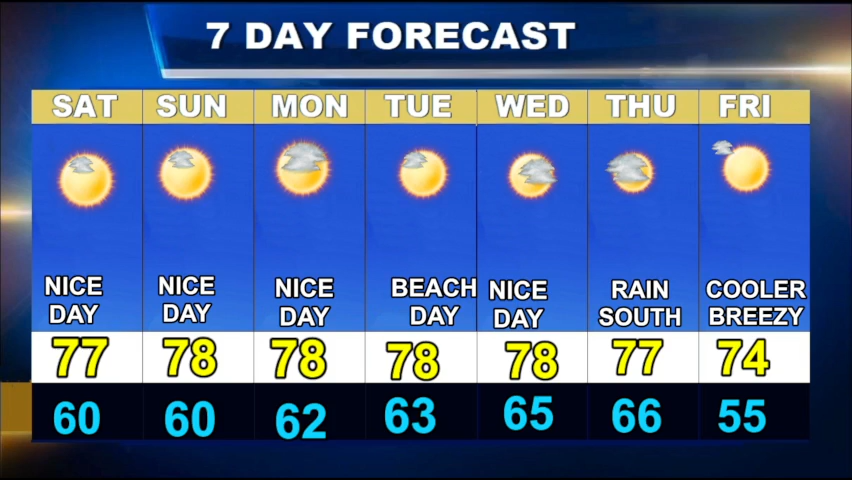 7 DAY FORECAST
SAT SUN MON TUE WED THU FRI
NICE NICE NICE BEACH NICE RAIN COOLER
DAY DAY DAY DAY DAY SOUTH BREEZY
77 78 78 78 78 77 74
60 60 62 63 65 66 55